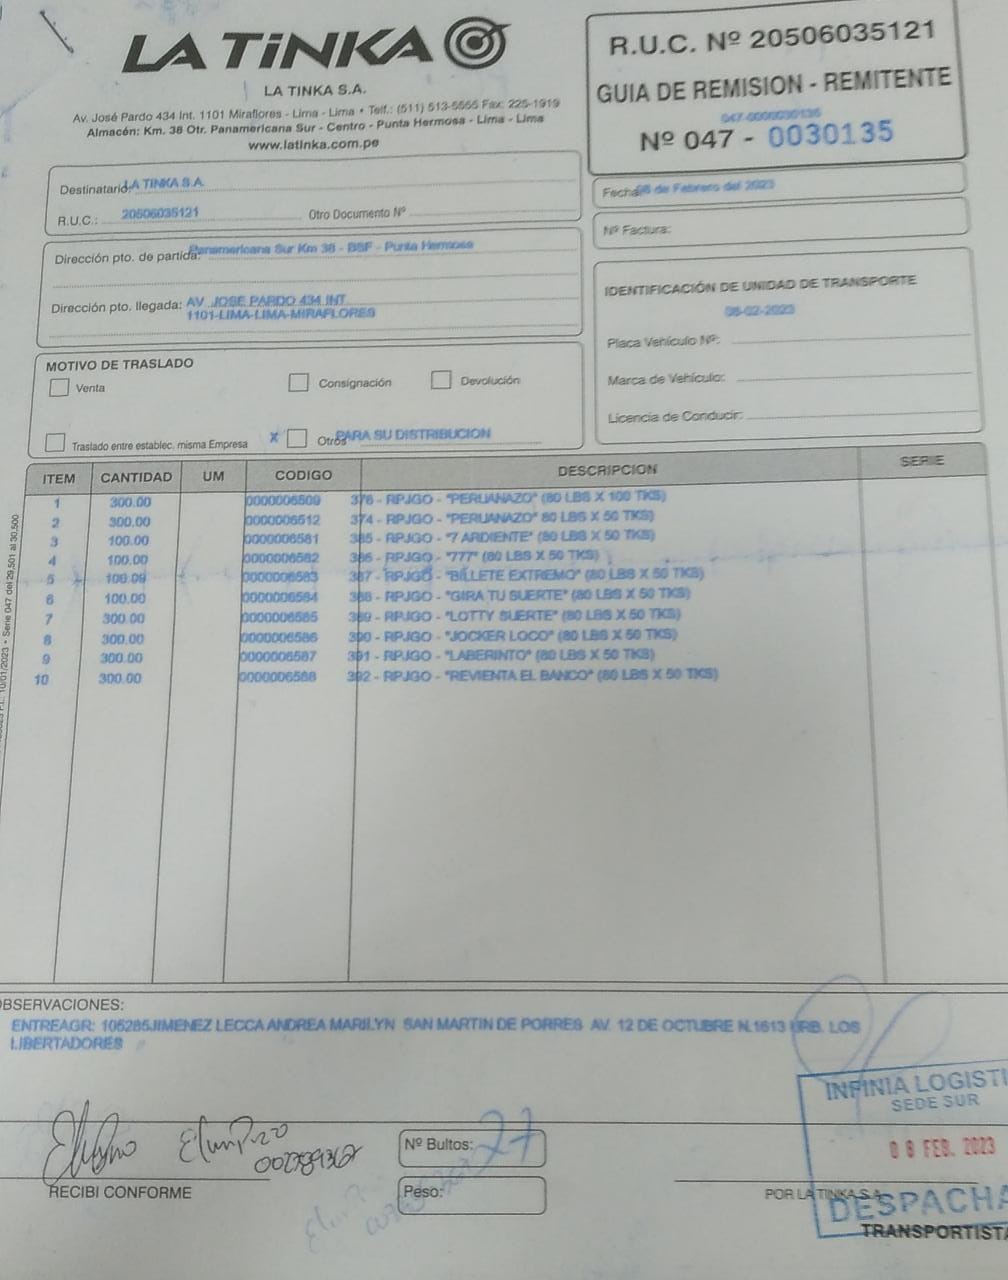 LA TiNKA
LA TINKA S.A.
Av. José Pardo 434 Int. 1101 Miraflores - Lima - Lima • Telf.: (511) 513-5555 Fax: 225-1919
Almacén: Km. 38 Otr. Panamericana Sur - Centro - Punta Hermosa - Lima - Lima
www.latinka.com.pe
R.U.C. Nº 20506035121
GUIA DE REMISION - REMITENTE
047-0000030135
Nº 047 - 0030135
Destinatario: LA TINKA S.A.
R.U.C.: 20506035121 Otro Documento Nº
Fecha: 08 de Febrero del 2023
Nº Factura:
Dirección pto. de partida: Panamericana Sur Km 38 - BSF - Punta Hermosa
Dirección pto. llegada: AV. JOSE PARDO 434 INT.
1101-LIMA-LIMA-MIRAFLORES
IDENTIFICACIÓN DE UNIDAD DE TRANSPORTE
08-02-2023
Placa Vehículo Nº:
Marca de Vehículo:
Licencia de Conducir:
MOTIVO DE TRASLADO
Venta Consignación Devolución
Traslado entre establec. misma Empresa X Otros PARA SU DISTRIBUCION
ITEM CANTIDAD UM CODIGO DESCRIPCION SERIE
1 300.00 0000006509 376 - RPJGO - "PERUANAZO" (80 LBS X 100 TKS)
2 300.00 0000006512 374 - RPJGO - "PERUANAZO" 80 LBS X 50 TKS)
3 100.00 0000006581 385 - RPJGO - "7 ARDIENTE" (80 LBS X 50 TKS)
4 100.00 0000006582 386 - RPJGO - "777" (80 LBS X 50 TKS)
5 100.00 0000006583 387 - RPJGO - "BILLETE EXTREMO" (80 LBS X 50 TKS)
6 100.00 0000006584 388 - RPJGO - "GIRA TU SUERTE" (80 LBS X 50 TKS)
7 300.00 0000006585 389 - RPJGO - "LOTTY SUERTE" (80 LBS X 50 TKS)
8 300.00 0000006586 390 - RPJGO - "JOCKER LOCO" (80 LBS X 50 TKS)
9 300.00 0000006587 391 - RPJGO - "LABERINTO" (80 LBS X 50 TKS)
10 300.00 0000006588 392 - RPJGO - "REVIENTA EL BANCO" (80 LBS X 50 TKS)
10/01/2023 • Serie 047 del 29,501 al 30,500
OBSERVACIONES:
ENTREAGR: 105285JIMENEZ LECCA ANDREA MARILYN SAN MARTIN DE PORRES AV. 12 DE OCTUBRE N.1613 URB. LOS
LIBERTADORES
INFINIA LOGISTI
SEDE SUR
08 FEB. 2023
DESPACHA
Nº Bultos: 27
Peso:
RECIBI CONFORME
POR LA TINKA S.A.
TRANSPORTISTA